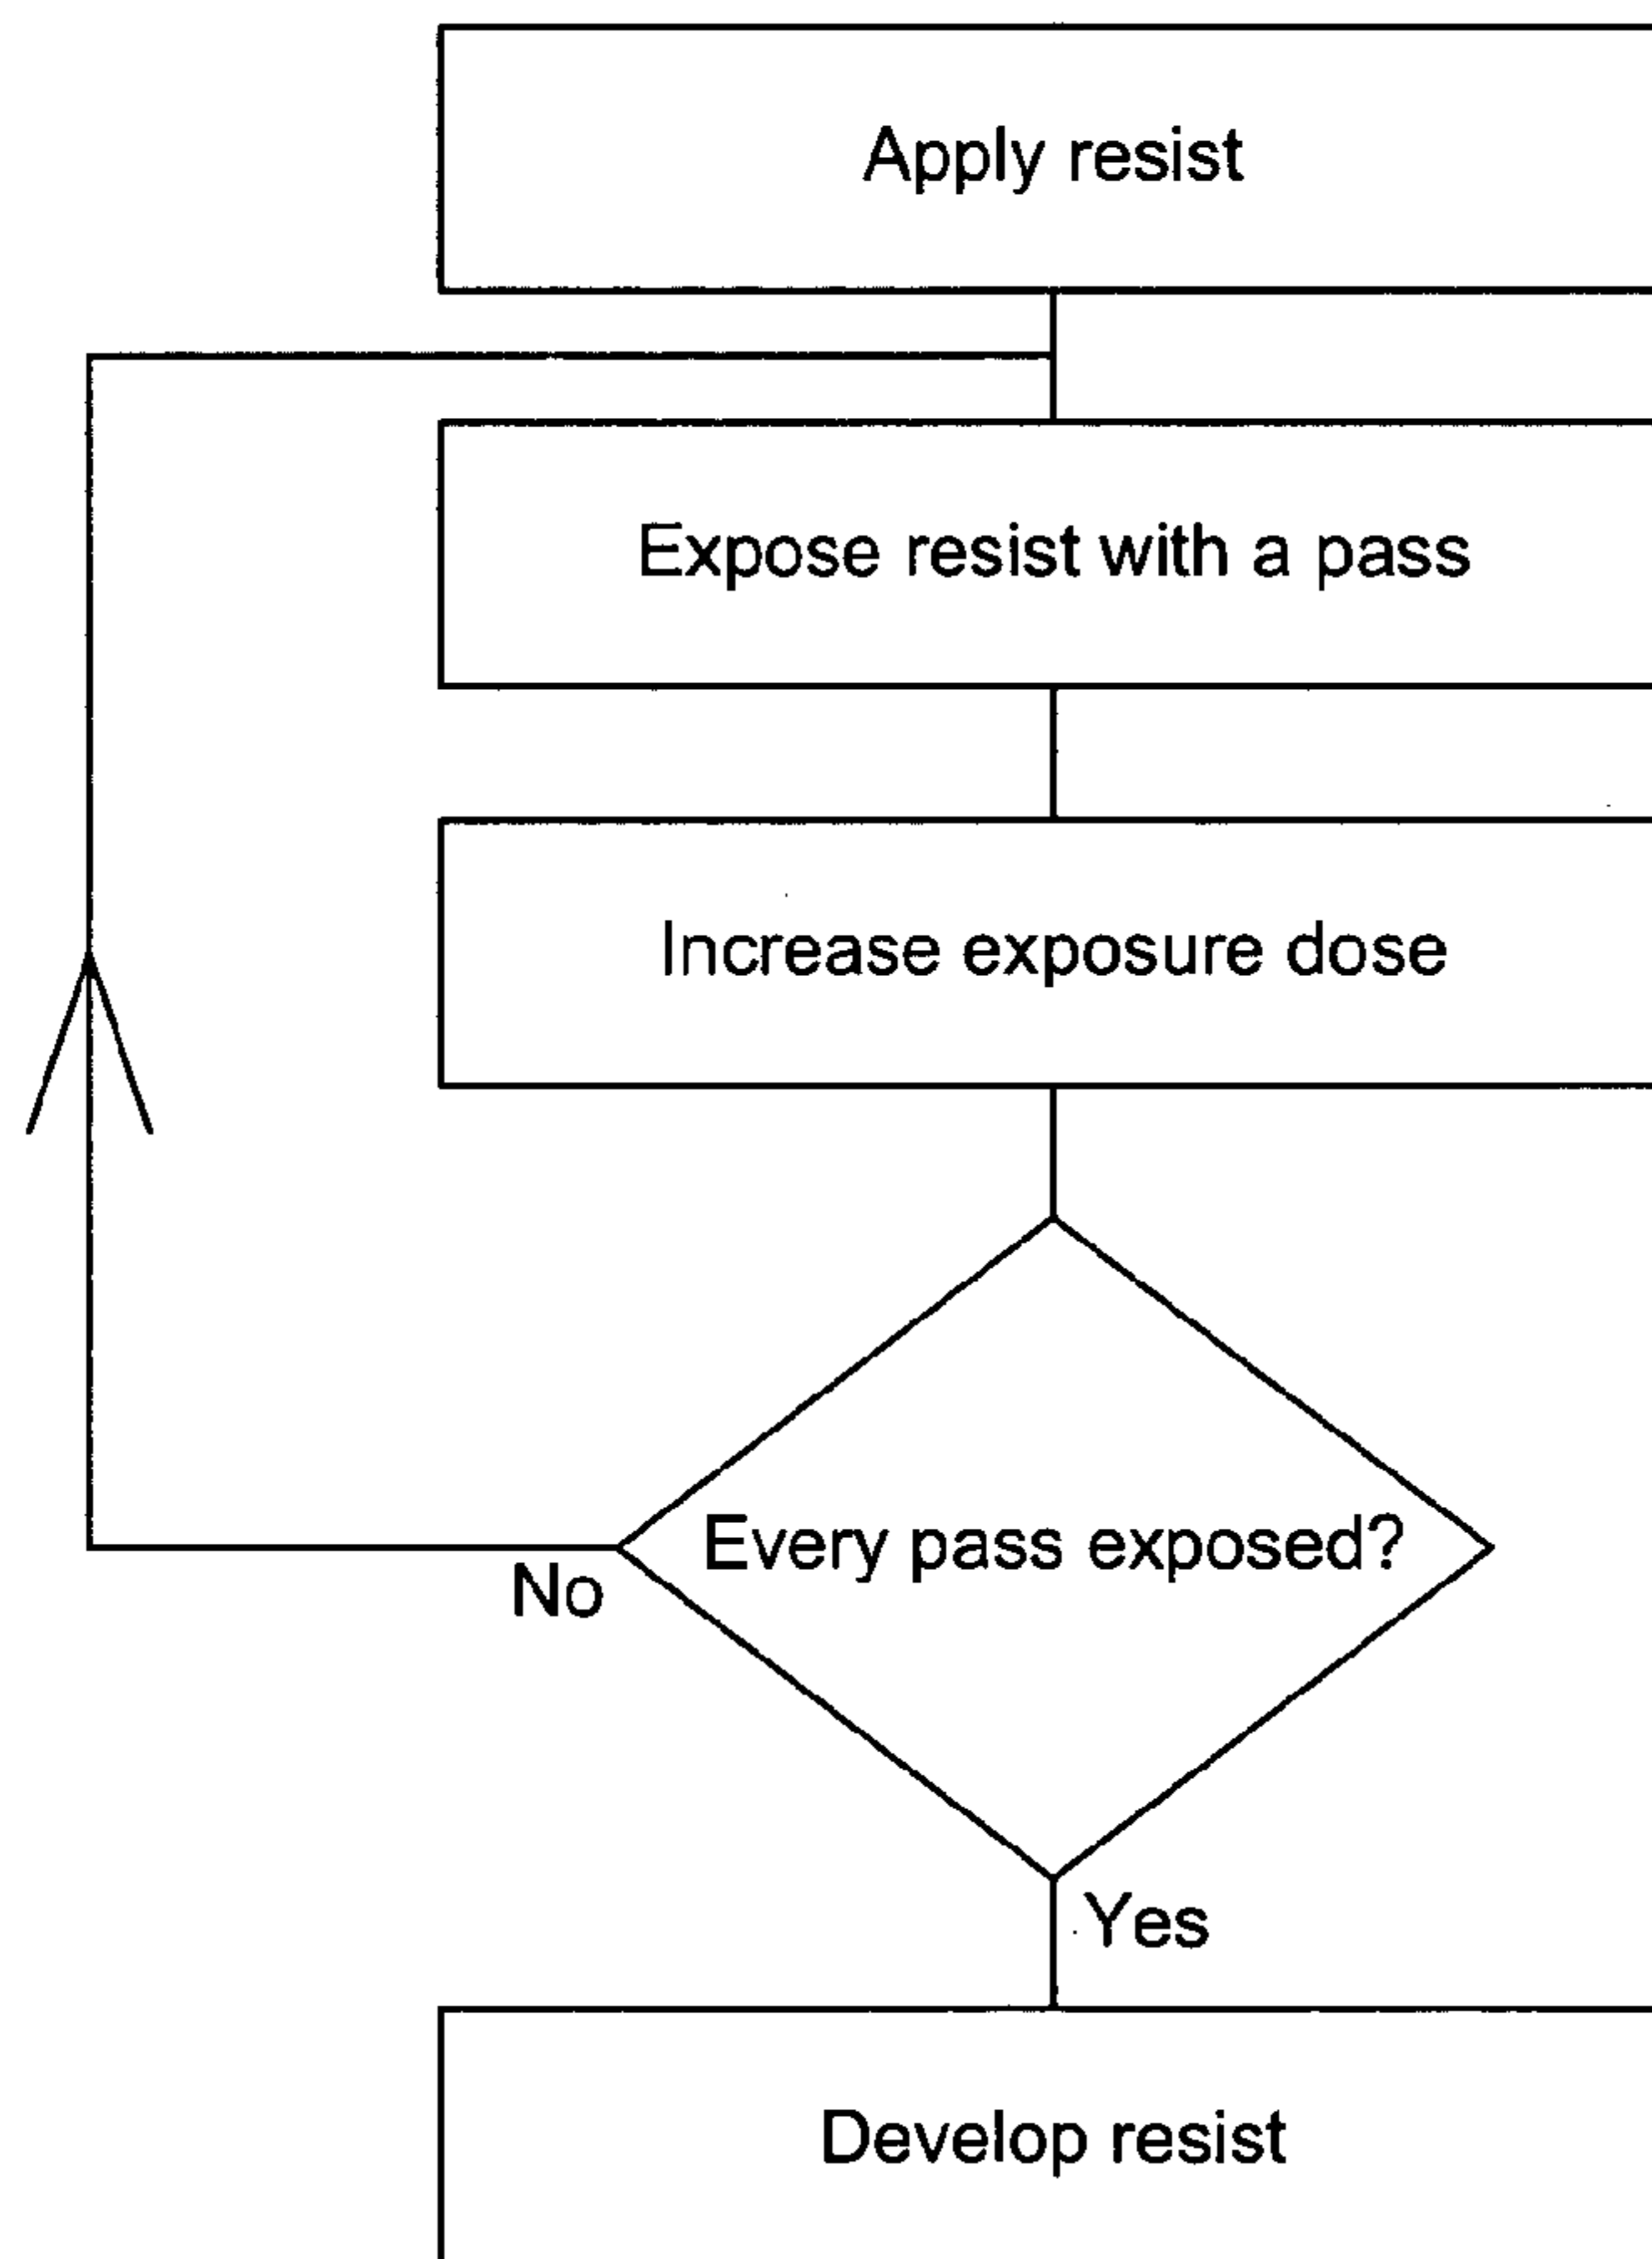 Apply resist
Expose resist with a pass
Increase exposure dose
Every pass exposed?
No
Yes
Develop resist